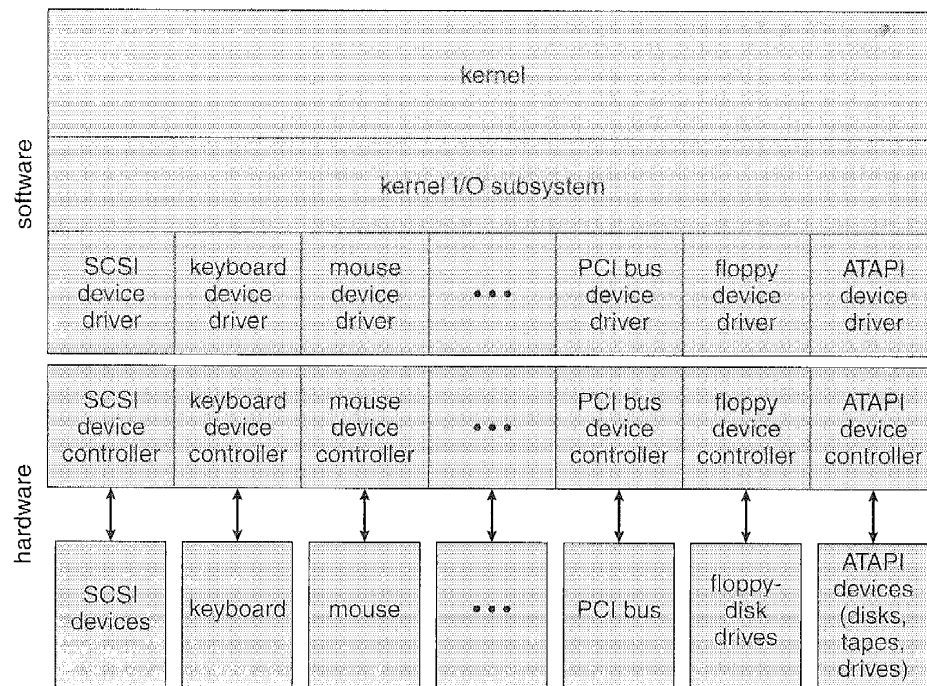 software
kernel
kernel I/O subsystem
SCSI
device
driver
keyboard
device
driver
mouse
device
driver
•••
PCI bus
device
driver
floppy
device
driver
ATAPI
device
driver
hardware
SCSI
device
controller
keyboard
device
controller
mouse
device
controller
•••
PCI bus
device
controller
floppy
device
controller
ATAPI
device
controller
SCSI
devices
keyboard
mouse
•••
PCI bus
floppy-
disk
drives
ATAPI
devices
(disks,
tapes,
drives)